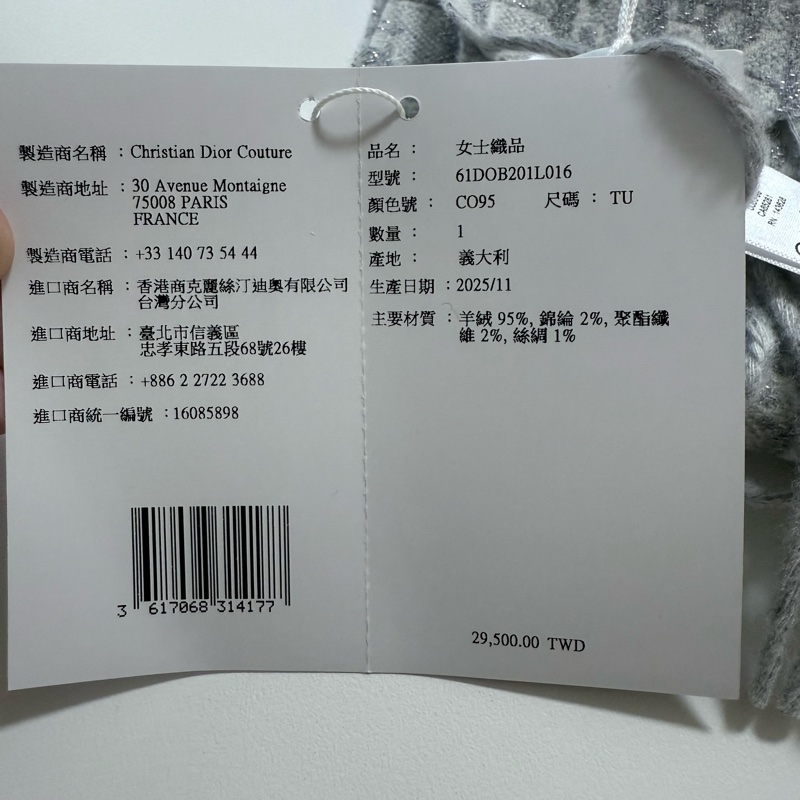 製造商名稱 ：Christian Dior Couture
製造商地址 ：30 Avenue Montaigne
75008 PARIS
FRANCE
製造商電話 ：+33 140 73 54 44
進口商名稱 ：香港商克麗絲汀迪奧有限公司
台灣分公司
進口商地址 ：臺北市信義區
忠孝東路五段68號26樓
進口商電話 ：+886 2 2722 3688
進口商統一編號 ：16085898
3 617068 314177
品名 ： 女士織品
型號 ： 61DOB201L016
顏色號 ： CO95 尺碼 ： TU
數量 ： 1
產地 ： 義大利
生產日期 ：2025/11
主要材質 ：羊絨 95%, 錦綸 2%, 聚酯纖
維 2%, 絲綢 1%
29,500.00 TWD